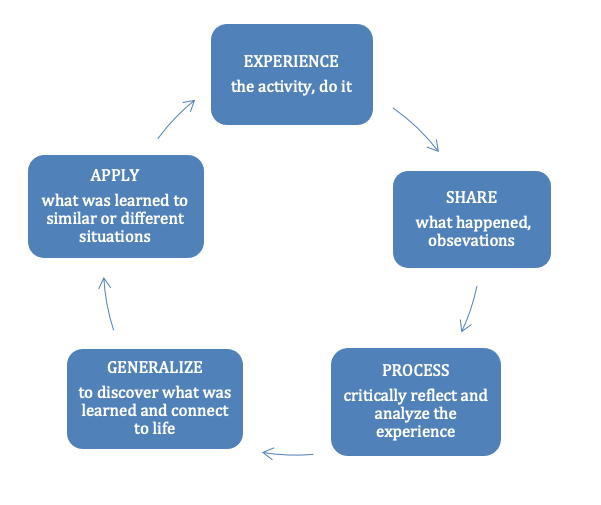 EXPERIENCE
the activity, do it
SHARE
what happened,
obsevations
PROCESS
critically reflect and
analyze the
experience
GENERALIZE
to discover what was
learned and connect
to life
APPLY
what was learned to
similar or different
situations